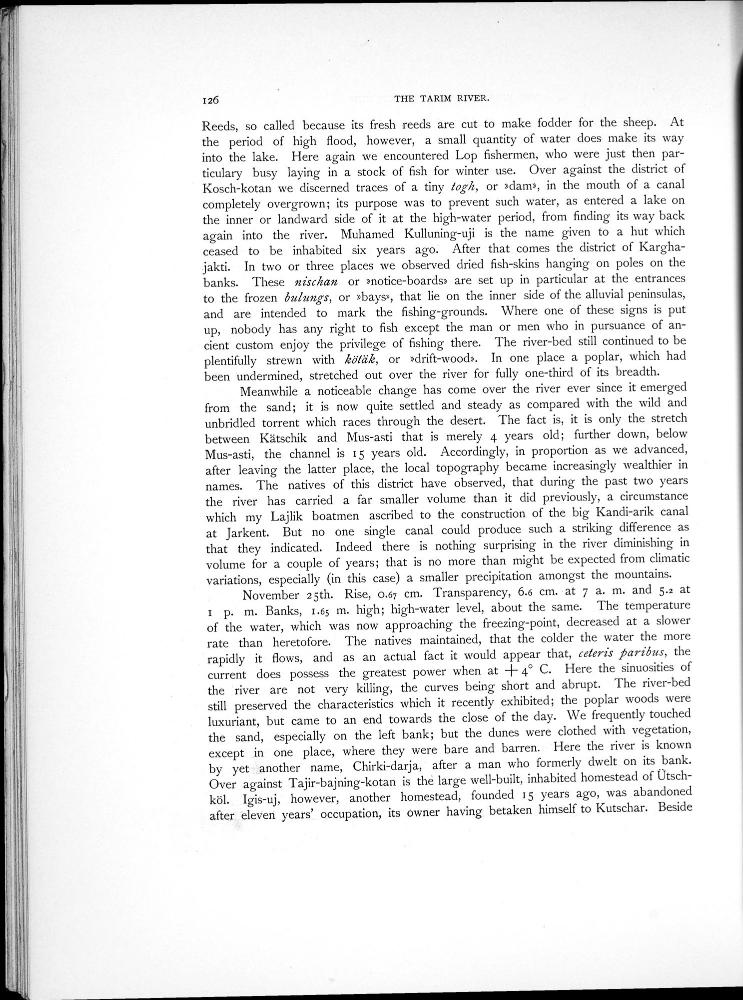 126 THE TARIM RIVER.
Reeds, so called because its fresh reeds are cut to make fodder for the sheep. At
the period of high flood, however, a small quantity of water does make its way
into the lake. Here again we encountered Lop fishermen, who were just then par-
ticulary busy laying in a stock of fish for winter use. Over against the district of
Kosch-kotan we discerned traces of a tiny togh, or »dam», in the mouth of a canal
completely overgrown; its purpose was to prevent such water, as entered a lake on
the inner or landward side of it at the high-water period, from finding its way back
again into the river. Muhamed Kulluning-uji is the name given to a hut which
ceased to be inhabited six years ago. After that comes the district of Kargha-
jakti. In two or three places we observed dried fish-skins hanging on poles on the
banks. These nischan or »notice-boards» are set up in particular at the entrances
to the frozen bulungs, or »bays», that lie on the inner side of the alluvial peninsulas,
and are intended to mark the fishing-grounds. Where one of these signs is put
up, nobody has any right to fish except the man or men who in pursuance of an-
cient custom enjoy the privilege of fishing there. The river-bed still continued to be
plentifully strewn with kötäk, or »drift-wood». In one place a poplar, which had
been undermined, stretched out over the river for fully one-third of its breadth.
Meanwhile a noticeable change has come over the river ever since it emerged
from the sand; it is now quite settled and steady as compared with the wild and
unbridled torrent which races through the desert. The fact is, it is only the stretch
between Kätschik and Mus-asti that is merely 4 years old; further down, below
Mus-asti, the channel is 15 years old. Accordingly, in proportion as we advanced,
after leaving the latter place, the local topography became increasingly wealthier in
names. The natives of this district have observed, that during the past two years
the river has carried a far smaller volume than it did previously, a circumstance
which my Lajlik boatmen ascribed to the construction of the big Kandi-arik canal
at Jarkent. But no one single canal could produce such a striking difference as
that they indicated. Indeed there is nothing surprising in the river diminishing in
volume for a couple of years; that is no more than might be expected from climatic
variations, especially (in this case) a smaller precipitation amongst the mountains.
November 25th. Rise, 0.67 cm. Transparency, 6.6 cm. at 7 a. m. and 5.2 at
1 p. m. Banks, 1.65 m. high; high-water level, about the same. The temperature
of the water, which was now approaching the freezing-point, decreased at a slower
rate than heretofore. The natives maintained, that the colder the water the more
rapidly it flows, and as an actual fact it would appear that, ceteris paribus, the
current does possess the greatest power when at + 4° C. Here the sinuosities of
the river are not very killing, the curves being short and abrupt. The river-bed
still preserved the characteristics which it recently exhibited; the poplar woods were
luxuriant, but came to an end towards the close of the day. We frequently touched
the sand, especially on the left bank; but the dunes were clothed with vegetation,
except in one place, where they were bare and barren. Here the river is known
by yet another name, Chirki-darja, after a man who formerly dwelt on its bank.
Over against Tajir-bajning-kotan is the large well-built, inhabited homestead of Ütsch-
köl. Igis-uj, however, another homestead, founded 15 years ago, was abandoned
after eleven years' occupation, its owner having betaken himself to Kutschar. Beside